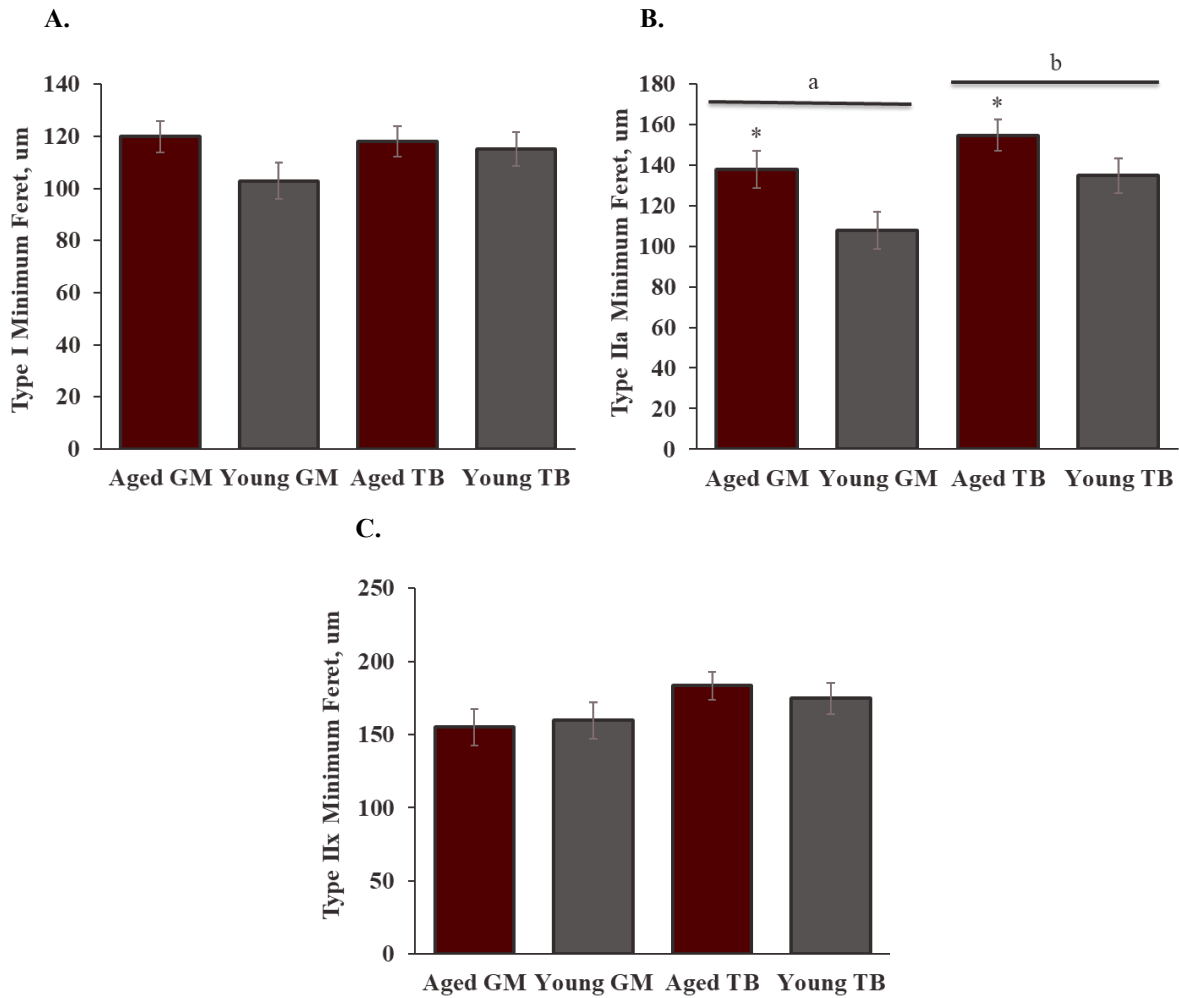 A.
Type I Minimum Feret, um
140
120
100
80
60
40
20
0
Aged GM Young GM Aged TB Young TB
B.
Type IIa Minimum Feret, um
180
160
140
120
100
80
60
40
20
0
a
b
*
*
Aged GM Young GM Aged TB Young TB
C.
Type IIx Minimum Feret, um
250
200
150
100
50
0
Aged GM Young GM Aged TB Young TB